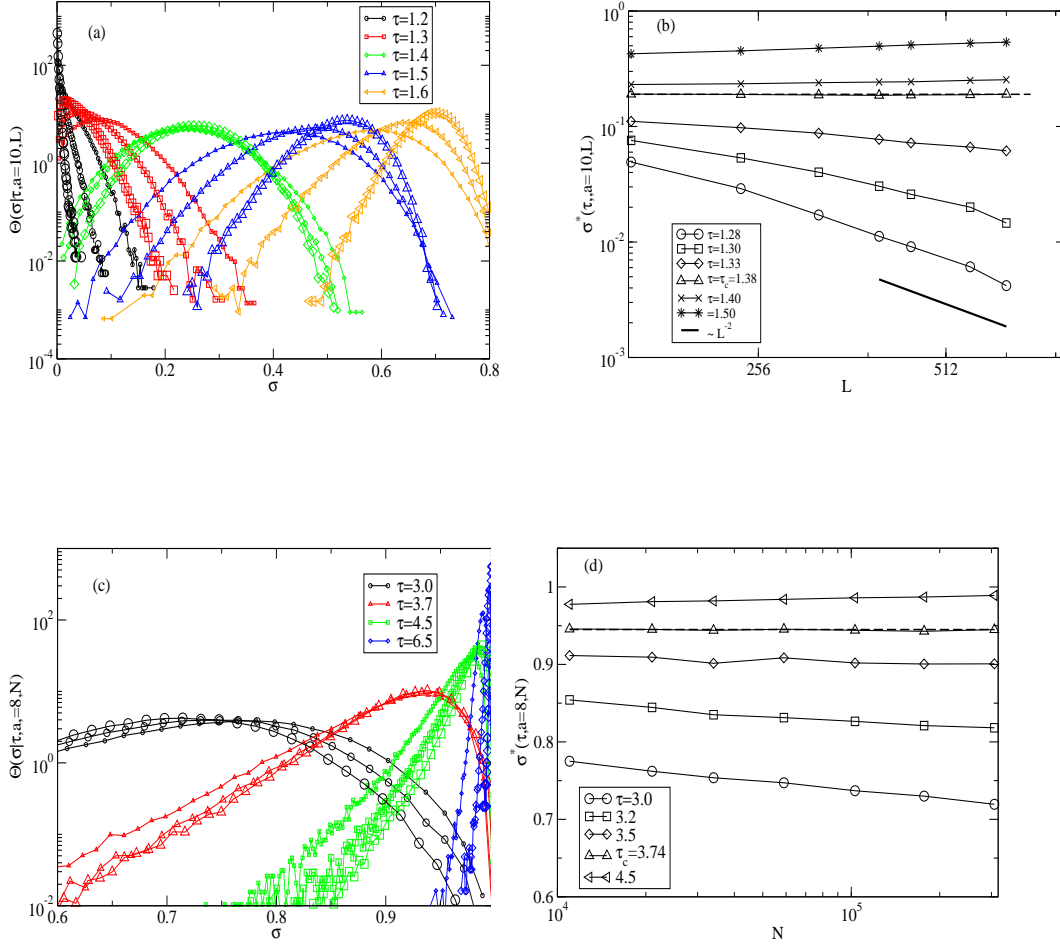 (a)
τ=1.2
τ=1.3
τ=1.4
τ=1.5
τ=1.6
Θ(σ|τ,a=10,L)
10^2
10^0
10^-2
10^-4
0 0.2 0.4 0.6 0.8
σ
(b)
σ^*(τ,,a=10,L)
10^0
10^-1
10^-2
10^-3
τ=1.28
τ=1.30
τ=1.33
τ=τ_c=1.38
τ=1.40
=1.50
~ L^-2
256 512
L
(c)
τ=3.0
τ=3.7
τ=4.5
τ=6.5
Θ(σ|τ,a=8,N)
10^2
10^0
10^-2
0.6 0.7 0.8 0.9
σ
(d)
σ^*(τ,a=8,N)
1
0.9
0.8
0.7
0.6
τ=3.0
3.2
3.5
τ_c=3.74
4.5
10^4 10^5
N